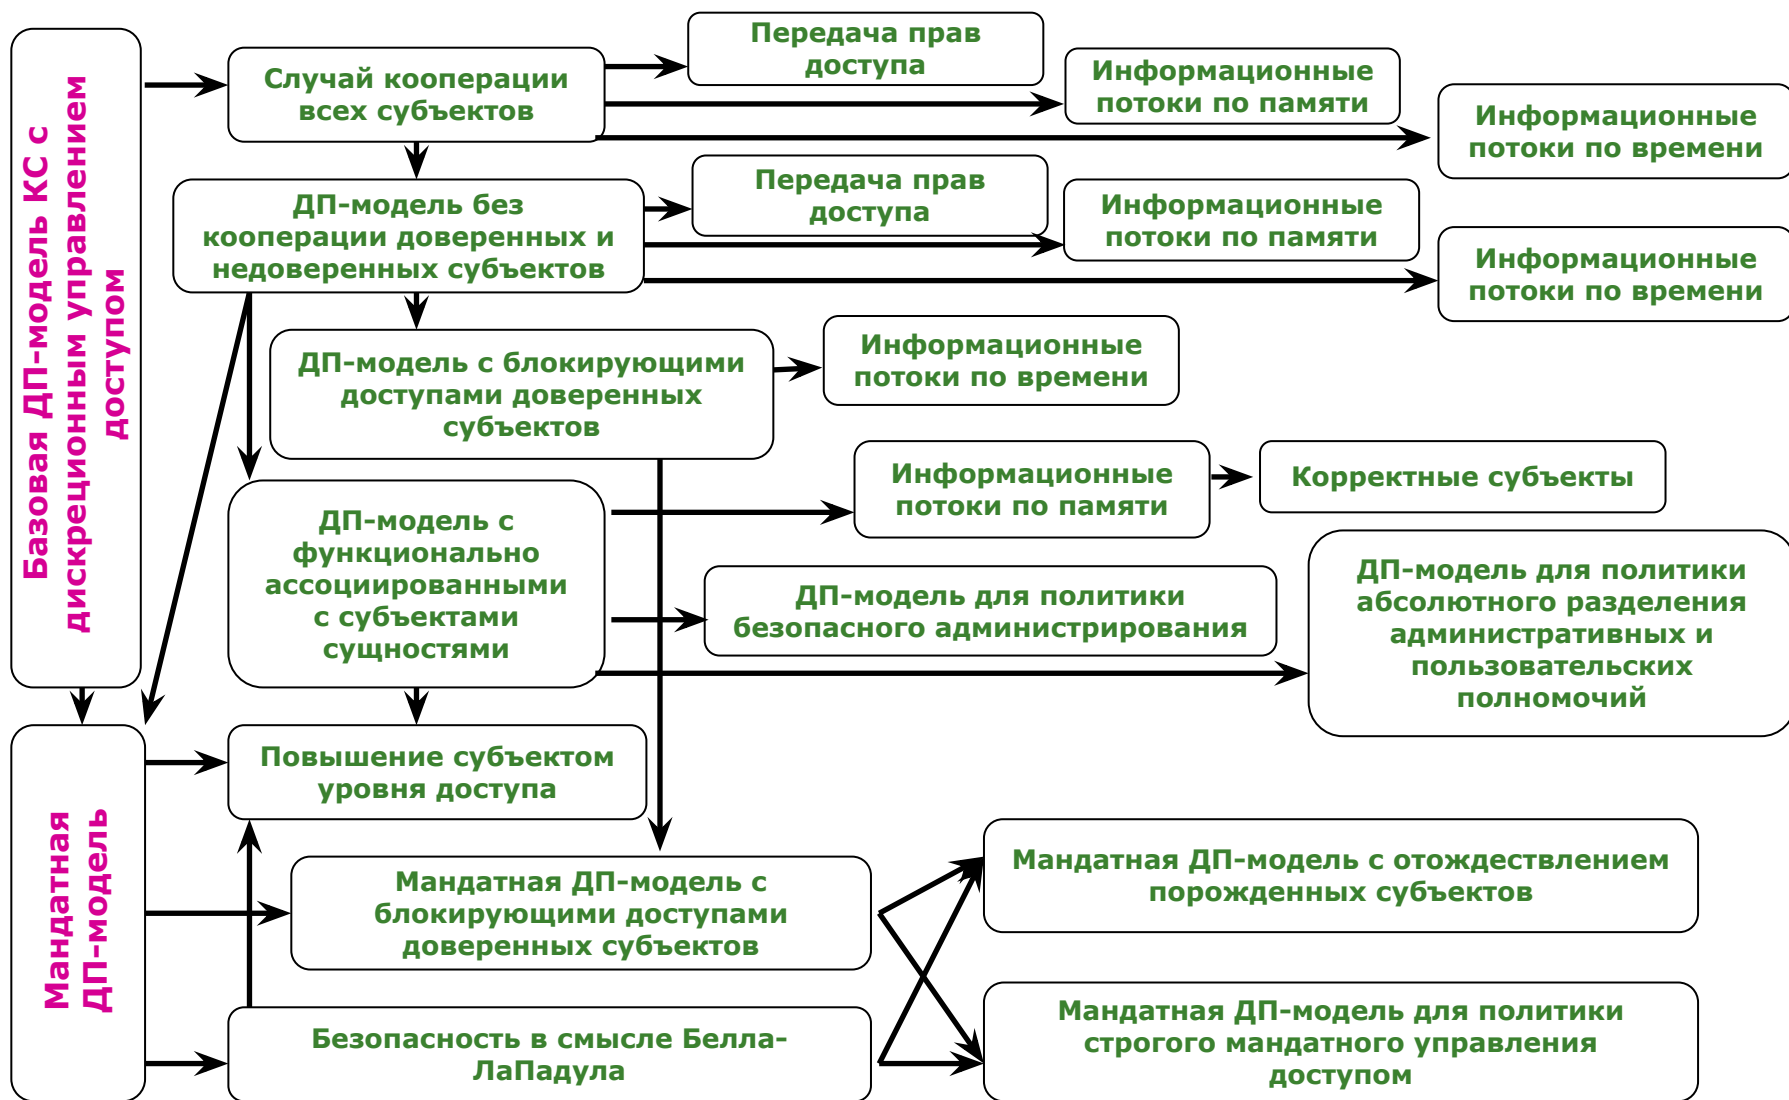 Базовая ДП-модель КС с
дискреционным управлением
доступом
Случай кооперации
всех субъектов
Передача прав
доступа
Информационные
потоки по памяти
Информационные
потоки по времени
ДП-модель без
кооперации доверенных и
недоверенных субъектов
Передача прав
доступа
Информационные
потоки по памяти
Информационные
потоки по времени
ДП-модель с блокирующими
доступами доверенных
субъектов
Информационные
потоки по времени
ДП-модель с
функционально
ассоциированными
с субъектами
сущностями
Информационные
потоки по памяти
Корректные субъекты
ДП-модель для политики
безопасного администрирования
ДП-модель для политики
абсолютного разделения
административных и
пользовательских
полномочий
Мандатная
ДП-модель
Повышение субъектом
уровня доступа
Мандатная ДП-модель с
блокирующими доступами
доверенных субъектов
Безопасность в смысле Белла-
ЛаПадула
Мандатная ДП-модель с отождествлением
порожденных субъектов
Мандатная ДП-модель для политики
строгого мандатного управления
доступом